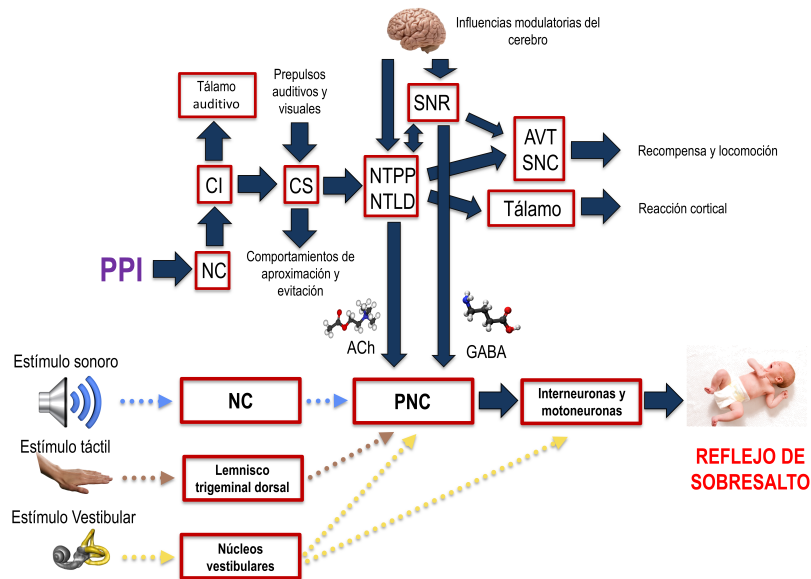 Influencias modulatorias del
cerebro
Tálamo
auditivo
Prepulsos
auditivos y
visuales
SNR
AVT
SNC
Recompensa y locomoción
CI
CS
NTPP
NTLD
Tálamo
Reacción cortical
PPI
NC
Comportamientos de
aproximación y
evitación
ACh
GABA
Estímulo sonoro
NC
PNC
Interneuronas y
motoneuronas
Estímulo táctil
Lemnisco
trigeminal dorsal
REFLEJO DE
SOBRESALTO
Estímulo Vestibular
Núcleos
vestibulares